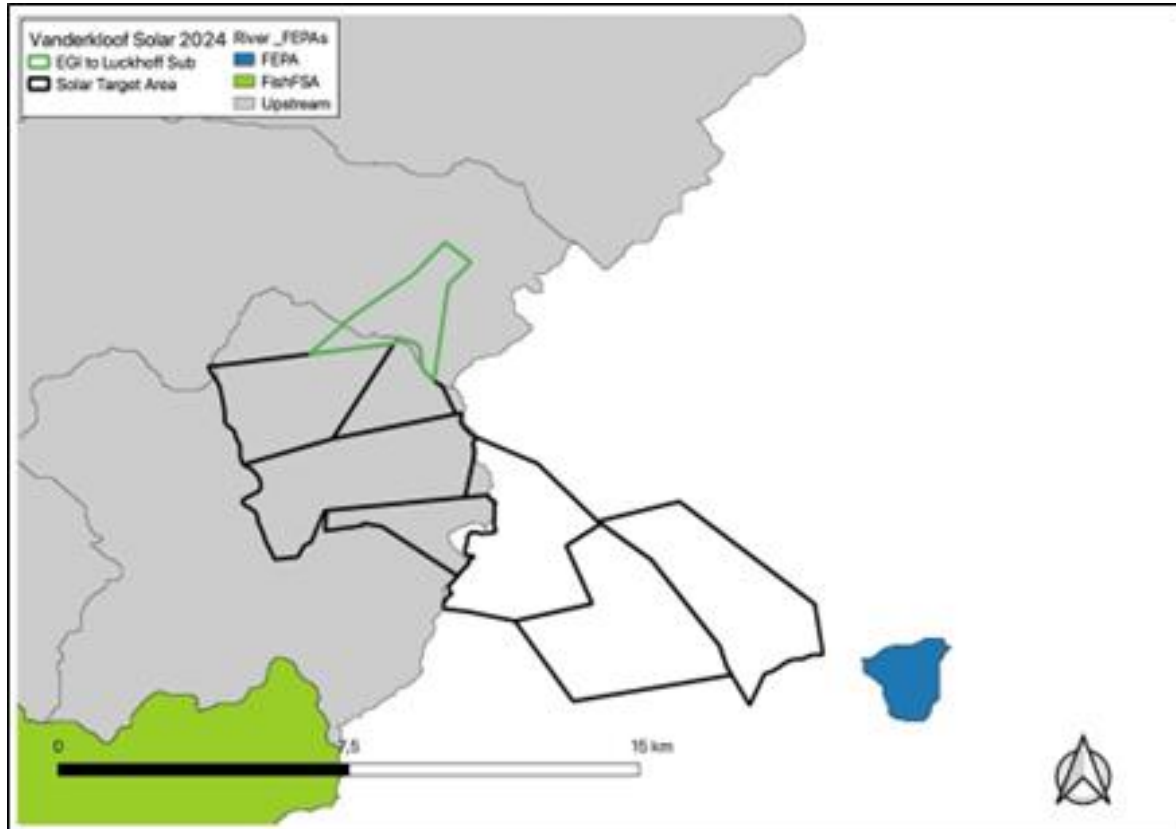 Vanderkloof Solar 2024
EGI to Luckhoff Sub
Solar Target Area
River _FEPAs
FEPA
FishFSA
Upstream
0 7,5 15 km